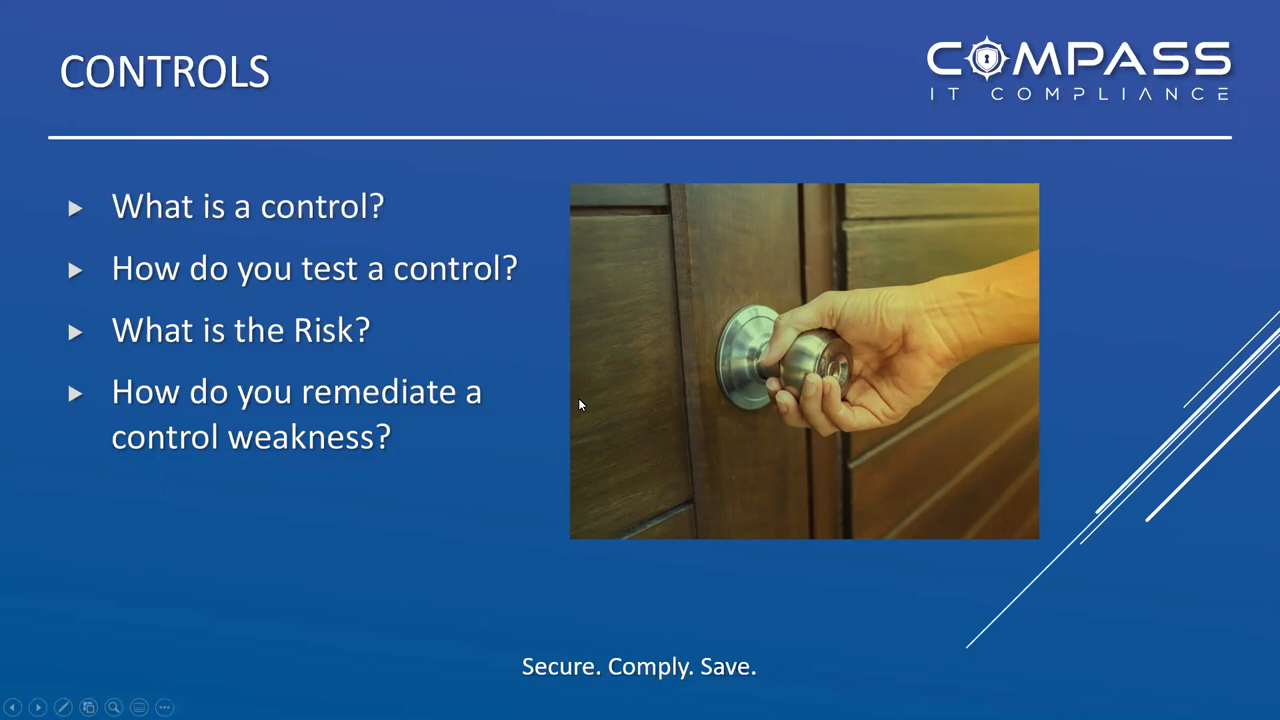 CONTROLS
COMPASS
IT COMPLIANCE
What is a control?
How do you test a control?
What is the Risk?
How do you remediate a
control weakness?
Secure. Comply. Save.